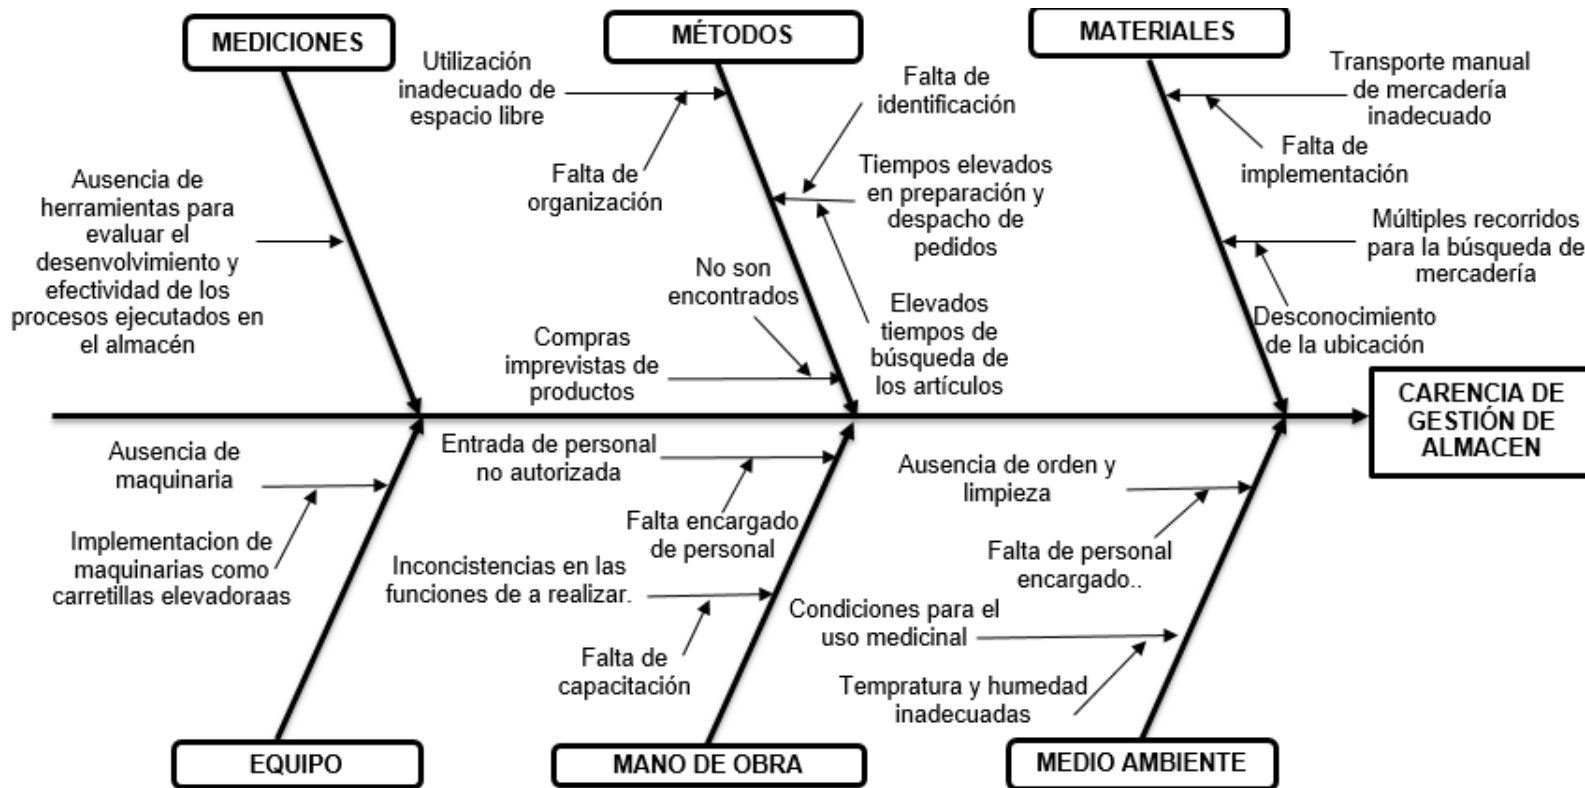 MEDICIONES
MÉTODOS
MATERIALES
Utilización
inadecuado de
espacio libre
Falta de
organización
Falta de
identificación
Tiempos elevados
en preparación y
despacho de
pedidos
No son
encontrados
Elevados
tiempos de
búsqueda de
los artículos
Compras
imprevistas de
productos
Transporte manual
de mercadería
inadecuado
Falta de
implementación
Múltiples recorridos
para la búsqueda de
mercadería
Desconocimiento
de la ubicación
Ausencia de
herramientas para
evaluar el
desenvolvimiento y
efectividad de los
procesos ejecutados en
el almacén
CARENCIA DE
GESTIÓN DE
ALMACEN
Ausencia de
maquinaria
Implementacion de
maquinarias como
carretillas elevadoraas
Entrada de personal
no autorizada
Falta encargado
de personal
Inconcistencias en las
funciones de a realizar.
Falta de
capacitación
Ausencia de orden y
limpieza
Falta de personal
encargado..
Condiciones para el
uso medicinal
Tempratura y humedad
inadecuadas
EQUIPO
MANO DE OBRA
MEDIO AMBIENTE